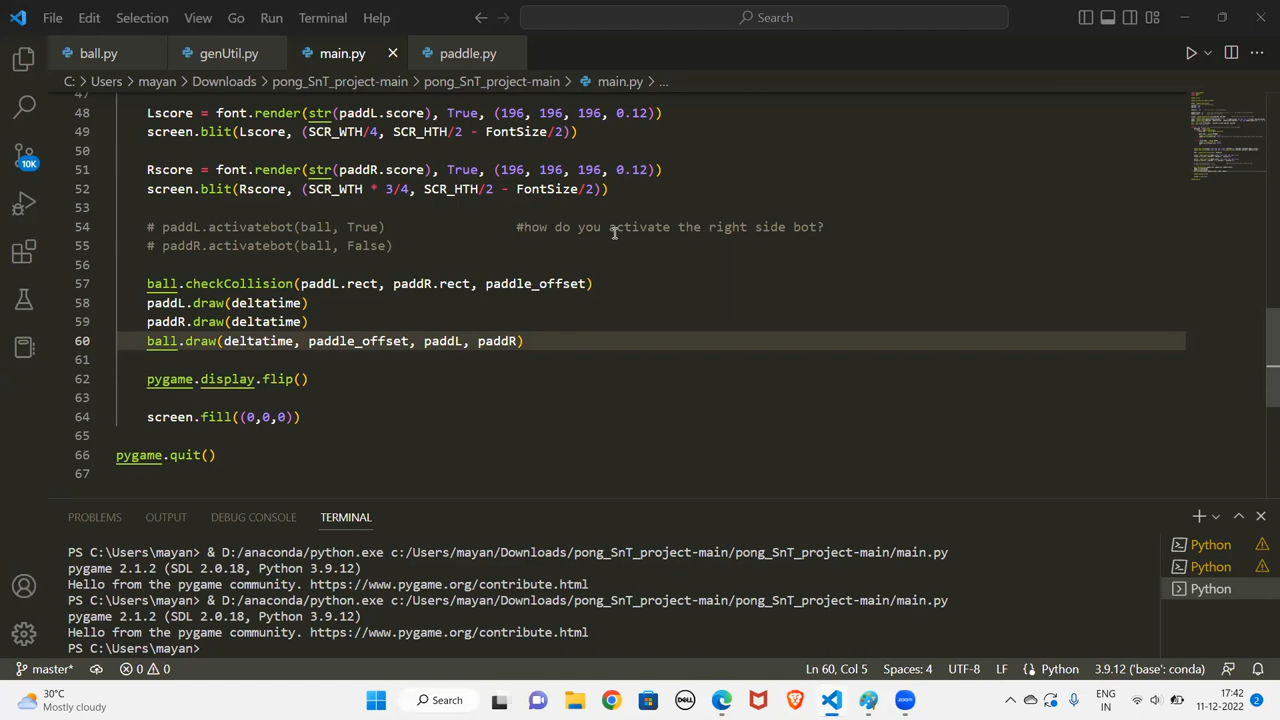 File Edit Selection View Go Run Terminal Help Search
ball.py genUtil.py main.py paddle.py
C: > Users > mayan > Downloads > pong_SnT_project-main > pong_SnT_project-main > main.py > ...
47
48 Lscore = font.render(str(paddL.score), True, (196, 196, 196, 0.12))
49 screen.blit(Lscore, (SCR_WTH/4, SCR_HTH/2 - FontSize/2))
50
51 Rscore = font.render(str(paddR.score), True, (196, 196, 196, 0.12))
52 screen.blit(Rscore, (SCR_WTH * 3/4, SCR_HTH/2 - FontSize/2))
53
54 # paddL.activatebot(ball, True) #how do you activate the right side bot?
55 # paddR.activatebot(ball, False)
56
57 ball.checkCollision(paddL.rect, paddR.rect, paddle_offset)
58 paddL.draw(deltatime)
59 paddR.draw(deltatime)
60 ball.draw(deltatime, paddle_offset, paddL, paddR)
61
62 pygame.display.flip()
63
64 screen.fill((0,0,0))
65
66 pygame.quit()
67
10K
PROBLEMS OUTPUT DEBUG CONSOLE TERMINAL
PS C:\Users\mayan> & D:/anaconda/python.exe c:/Users/mayan/Downloads/pong_SnT_project-main/pong_SnT_project-main/main.py
pygame 2.1.2 (SDL 2.0.18, Python 3.9.12)
Hello from the pygame community. https://www.pygame.org/contribute.html
PS C:\Users\mayan> & D:/anaconda/python.exe c:/Users/mayan/Downloads/pong_SnT_project-main/pong_SnT_project-main/main.py
pygame 2.1.2 (SDL 2.0.18, Python 3.9.12)
Hello from the pygame community. https://www.pygame.org/contribute.html
PS C:\Users\mayan>
Python
Python
Python
master* 0 0 Ln 60, Col 5 Spaces: 4 UTF-8 LF Python 3.9.12 ('base': conda)
30°C
Mostly cloudy
Search
DELL
zoom
ENG
IN
17:42
11-12-2022
2